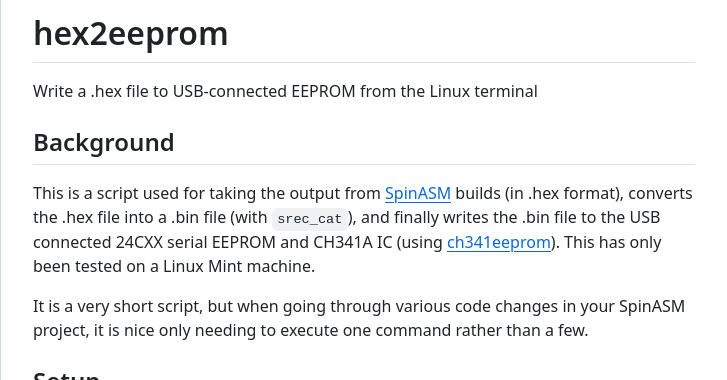 hex2eeprom
Write a .hex file to USB-connected EEPROM from the Linux terminal
Background
This is a script used for taking the output from SpinASM builds (in .hex format), converts
the .hex file into a .bin file (with srec_cat), and finally writes the .bin file to the USB
connected 24CXX serial EEPROM and CH341A IC (using ch341eeprom). This has only
been tested on a Linux Mint machine.
It is a very short script, but when going through various code changes in your SpinASM
project, it is nice only needing to execute one command rather than a few.
Setup